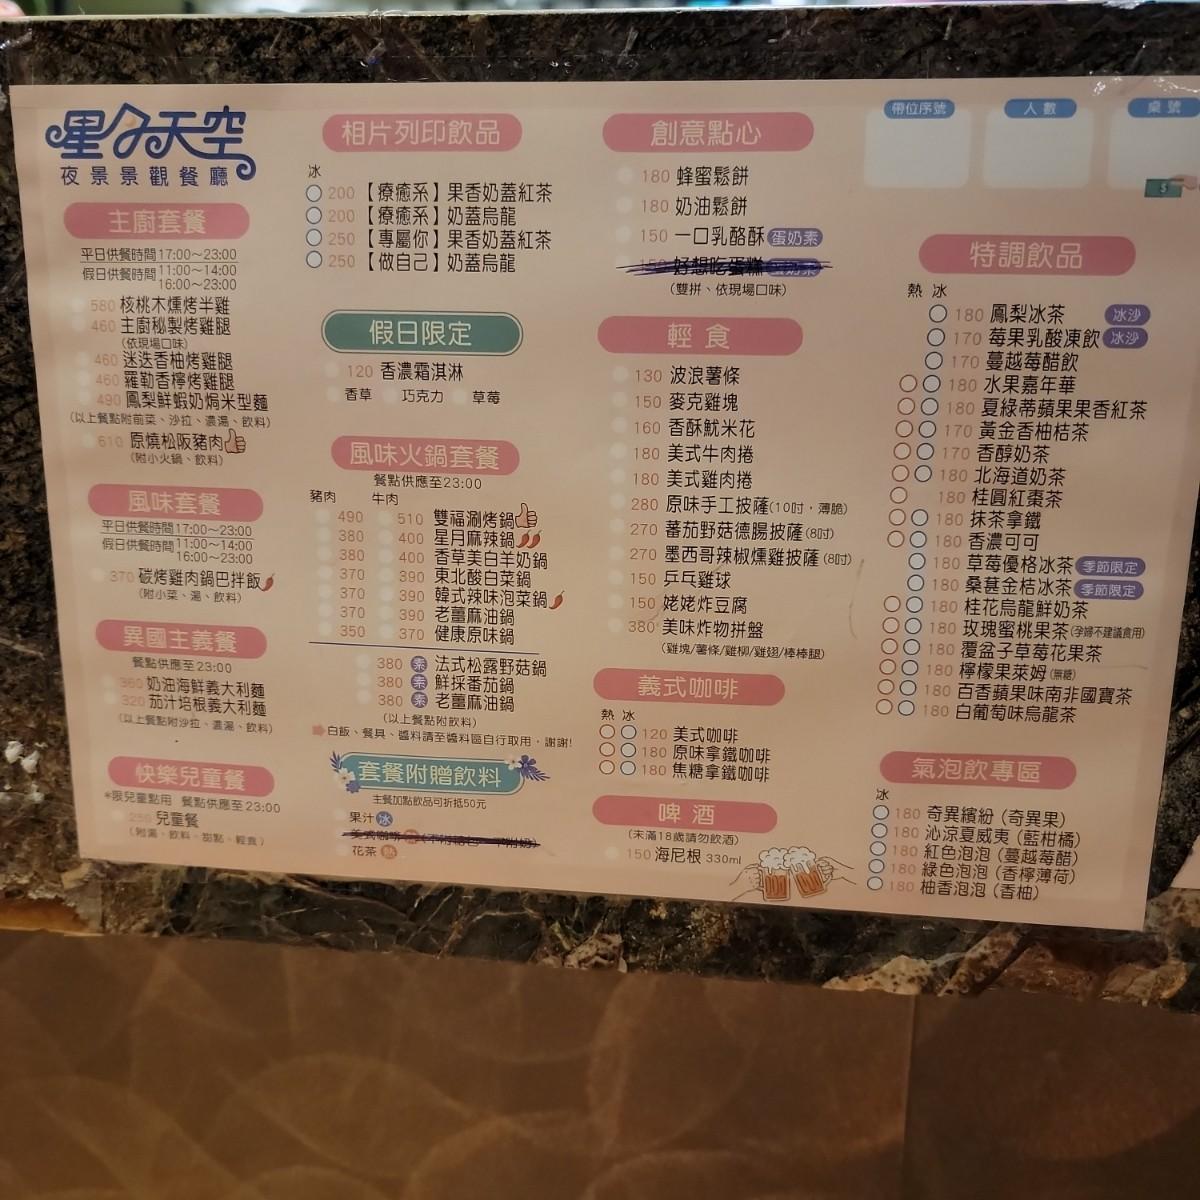 星月天空
夜景景觀餐廳
主廚套餐
平日供餐時間 17:00～23:00
假日供餐時間 11:00～14:00
16:00～23:00
580 核桃木燻烤半雞
460 主廚秘製烤雞腿
(依現場口味)
460 迷迭香柚烤雞腿
460 羅勒香檸烤雞腿
490 鳳梨鮮蝦奶焗米型麵
(以上餐點附前菜、沙拉、濃湯、飲料)
610 原燒松阪豬肉
(附小火鍋、飲料)
風味套餐
平日供餐時間 17:00～23:00
假日供餐時間 11:00～14:00
16:00～23:00
370 碳烤雞肉鍋巴拌飯
(附小菜、湯、飲料)
異國主義餐
餐點供應至23:00
360 奶油海鮮義大利麵
320 茄汁培根義大利麵
(以上餐點附沙拉、濃湯、飲料)
快樂兒童餐
*限兒童點用 餐點供應至23:00
250 兒童餐
(附湯、飲料、甜點、輕食)
相片列印飲品
冰
200 【療癒系】果香奶蓋紅茶
200 【療癒系】奶蓋烏龍
250 【專屬你】果香奶蓋紅茶
250 【做自己】奶蓋烏龍
假日限定
120 香濃霜淇淋
香草 巧克力 草莓
風味火鍋套餐
餐點供應至23:00
豬肉 牛肉
490 510 雙福涮烤鍋
380 400 星月麻辣鍋
380 400 香草美白羊奶鍋
370 390 東北酸白菜鍋
370 390 韓式辣味泡菜鍋
370 390 老薑麻油鍋
350 370 健康原味鍋
380 素 法式松露野菇鍋
380 素 鮮採番茄鍋
380 素 老薑麻油鍋
(以上餐點附飲料)
白飯、餐具、醬料請至醬料區自行取用，謝謝!
套餐附贈飲料
主餐加點飲品可折抵50元
果汁 冰
花茶 熱
創意點心
180 蜂蜜鬆餅
180 奶油鬆餅
150 一口乳酪酥 蛋奶素
150 好想吃蛋糕 蛋奶素
(雙拼、依現場口味)
輕食
130 波浪薯條
150 麥克雞塊
160 香酥魷米花
180 美式牛肉捲
180 美式雞肉捲
280 原味手工披薩(10吋，薄脆)
270 蕃茄野菇德腸披薩(8吋)
270 墨西哥辣椒燻雞披薩(8吋)
150 乒乓雞球
150 姥姥炸豆腐
380 美味炸物拼盤
(雞塊/薯條/雞柳/雞翅/棒棒腿)
義式咖啡
熱 冰
120 美式咖啡
180 原味拿鐵咖啡
180 焦糖拿鐵咖啡
啤酒
(未滿18歲請勿飲酒)
150 海尼根 330ml
帶位序號 人數 桌號
特調飲品
熱 冰
180 鳳梨冰茶 冰沙
170 莓果乳酸凍飲 冰沙
170 蔓越莓醋飲
180 水果嘉年華
180 夏綠蒂蘋果果香紅茶
170 黃金香柚桔茶
170 香醇奶茶
180 北海道奶茶
180 桂圓紅棗茶
180 抹茶拿鐵
180 香濃可可
180 草莓優格冰茶 季節限定
180 桑葚金桔冰茶 季節限定
180 桂花烏龍鮮奶茶
180 玫瑰蜜桃果茶(孕婦不建議食用)
180 覆盆子草莓花果茶
180 檸檬果萊姆(無糖)
180 百香蘋果味南非國寶茶
180 白葡萄味烏龍茶
氣泡飲專區
冰
180 奇異繽紛 (奇異果)
180 沁涼夏威夷 (藍柑橘)
180 紅色泡泡 (蔓越莓醋)
180 綠色泡泡 (香檸薄荷)
180 柚香泡泡 (香柚)